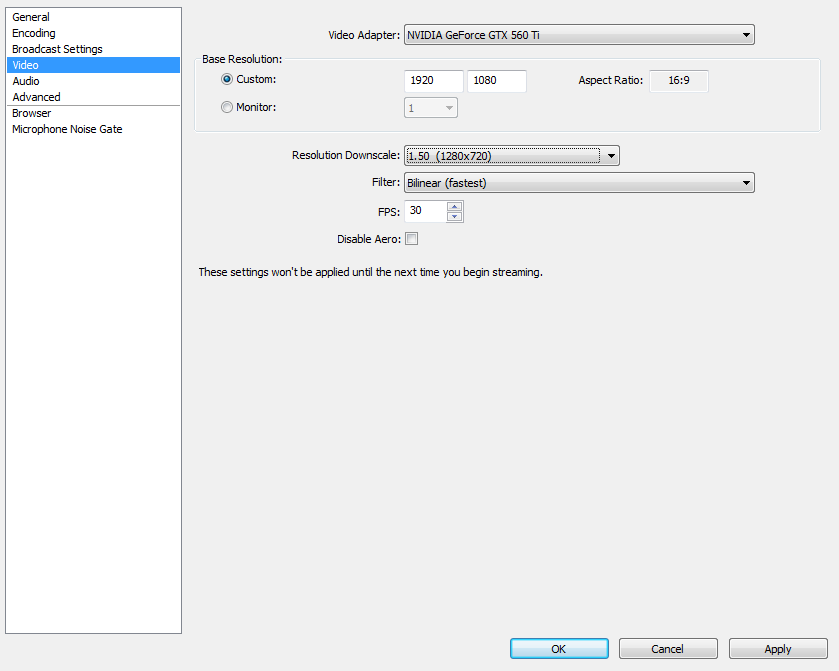 General
Encoding
Broadcast Settings
Video
Audio
Advanced
Browser
Microphone Noise Gate
Video Adapter: NVIDIA GeForce GTX 560 Ti
Base Resolution:
Custom: 1920 1080 Aspect Ratio: 16:9
Monitor: 1
Resolution Downscale: 1.50 (1280x720)
Filter: Bilinear (fastest)
FPS: 30
Disable Aero:
These settings won't be applied until the next time you begin streaming.
OK Cancel Apply